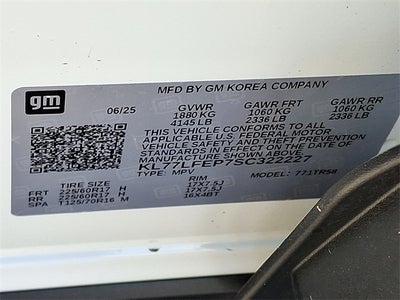 MFD BY GM KOREA COMPANY
gm
06/25 GVWR GAWR FRT GAWR RR
1880 KG 1060 KG 1060 KG
4145 LB 2336 LB 2336 LB
THIS VEHICLE CONFORMS TO ALL
APPLICABLE U.S. FEDERAL MOTOR
VEHICLE SAFETY, AND THEFT PREVENTION
STANDARDS IN EFFECT ON THE DATE OF
MANUFACTURE SHOWN ABOVE.
KL77LFEP7SC322227
TYPE: MPV MODEL: 771TR58
TIRE SIZE RIM
FRT 225/60R17 H 17X7.5J
RR 225/60R17 H 17X7.5J
SPA T125/70R16 M 16X4BT